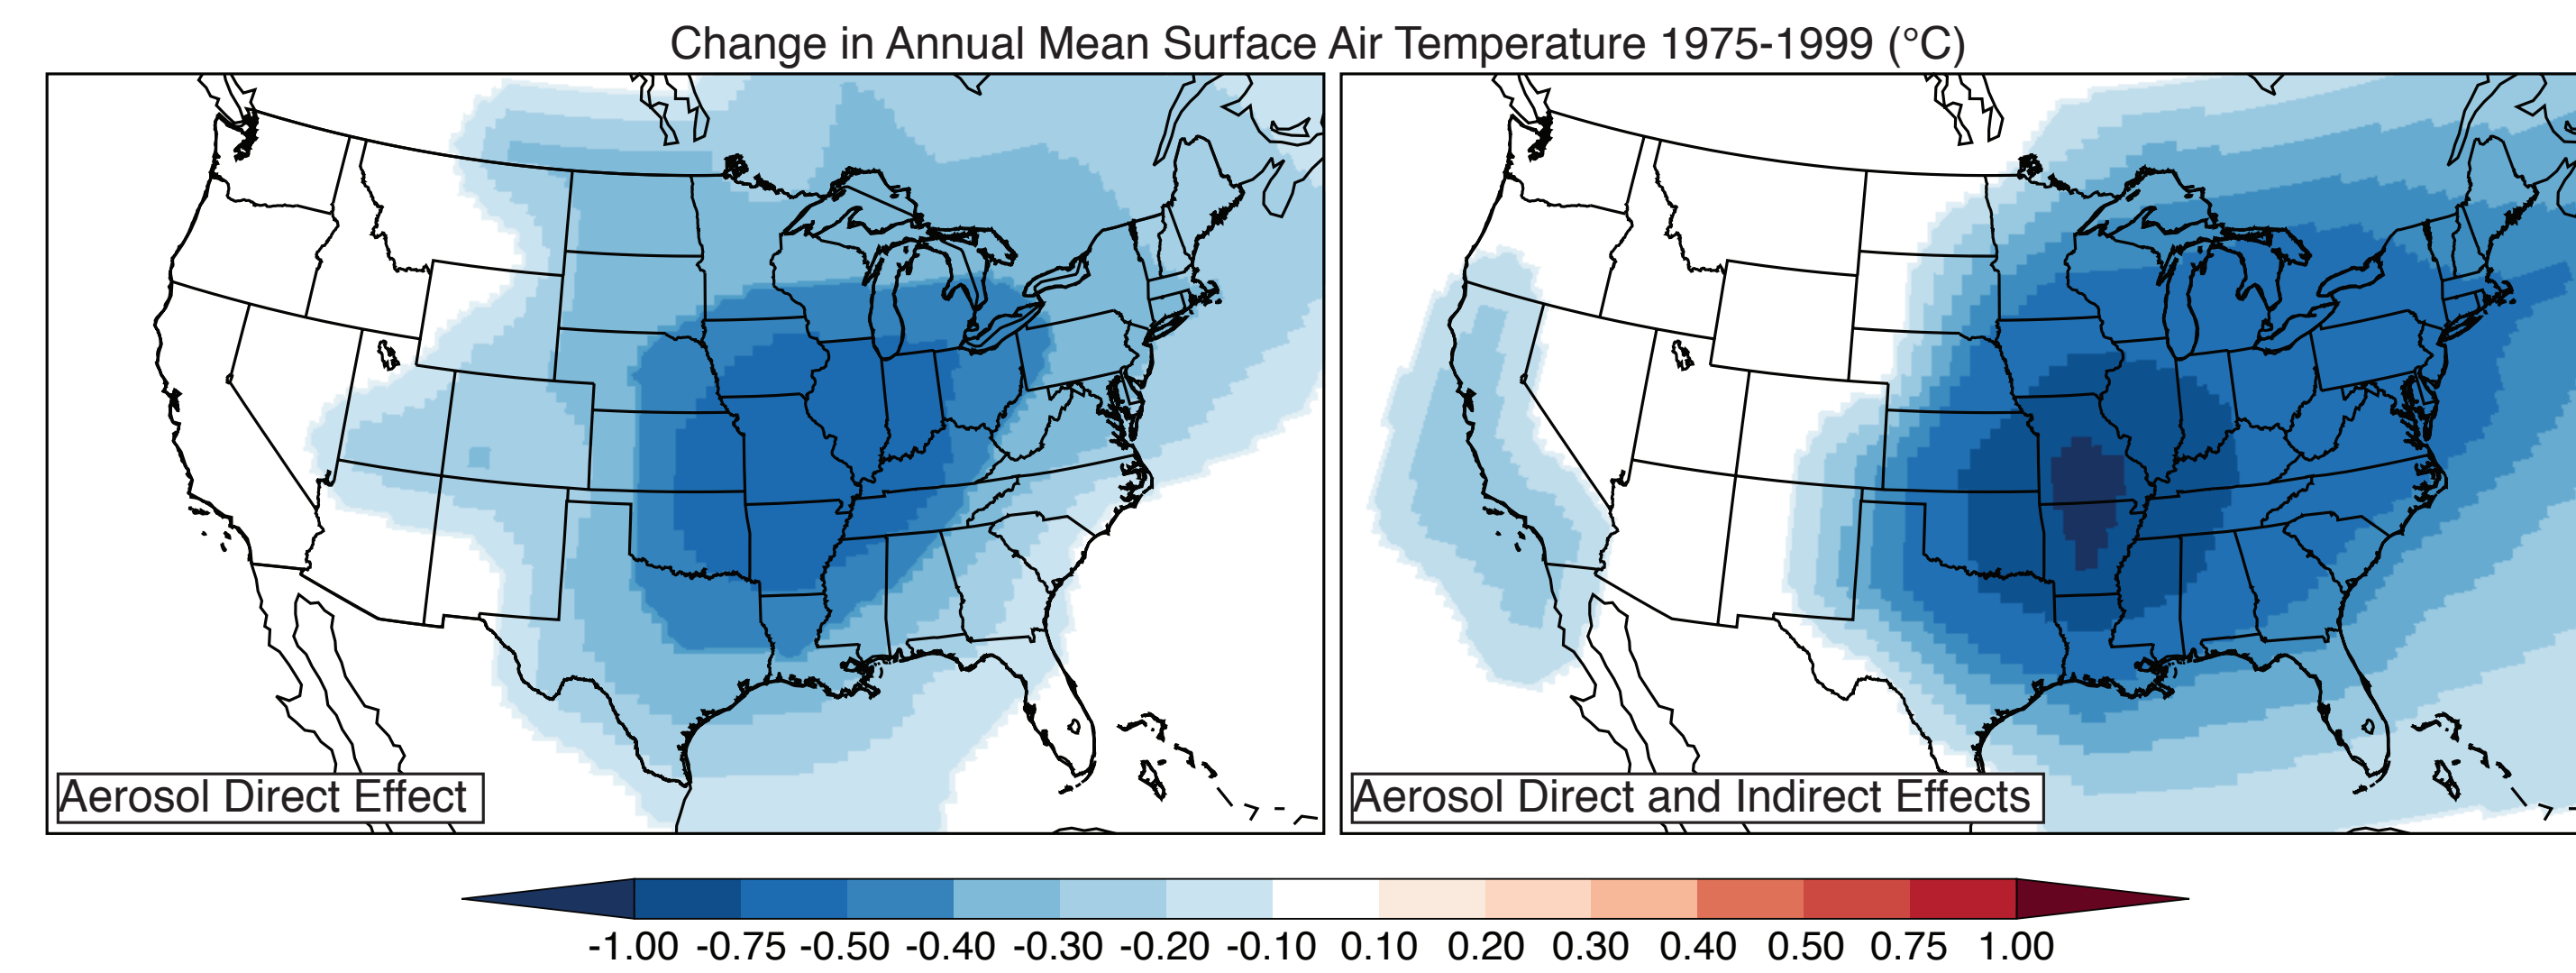 Change in Annual Mean Surface Air Temperature 1975-1999 (°C)
Aerosol Direct Effect
Aerosol Direct and Indirect Effects
-1.00 -0.75 -0.50 -0.40 -0.30 -0.20 -0.10 0.10 0.20 0.30 0.40 0.50 0.75 1.00